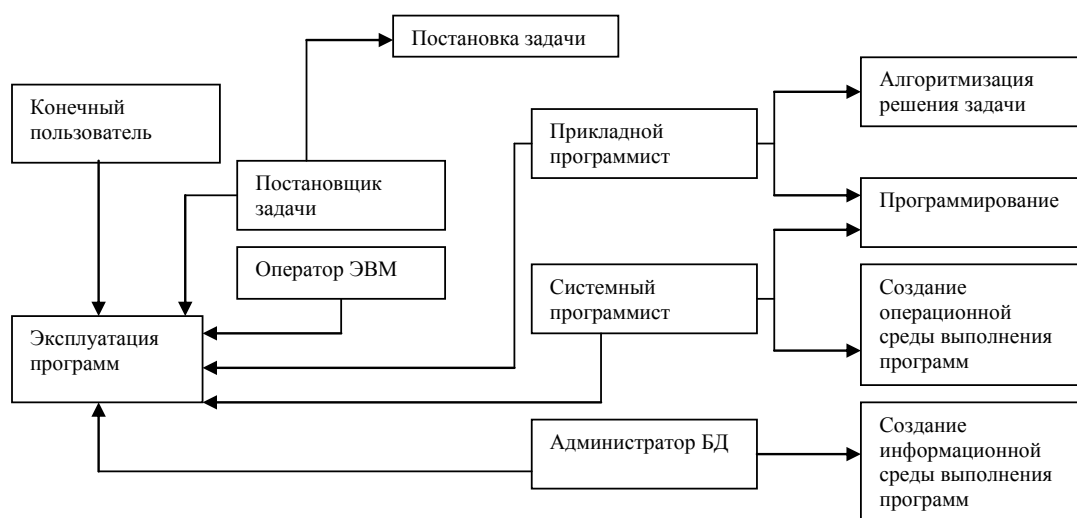 Постановка задачи
Алгоритмизация
решения задачи
Конечный
пользователь
Прикладной
программист
Постановщик
задачи
Программирование
Оператор ЭВМ
Системный
программист
Создание
операционной
среды выполнения
программ
Эксплуатация
программ
Администратор БД
Создание
информационной
среды выполнения
программ